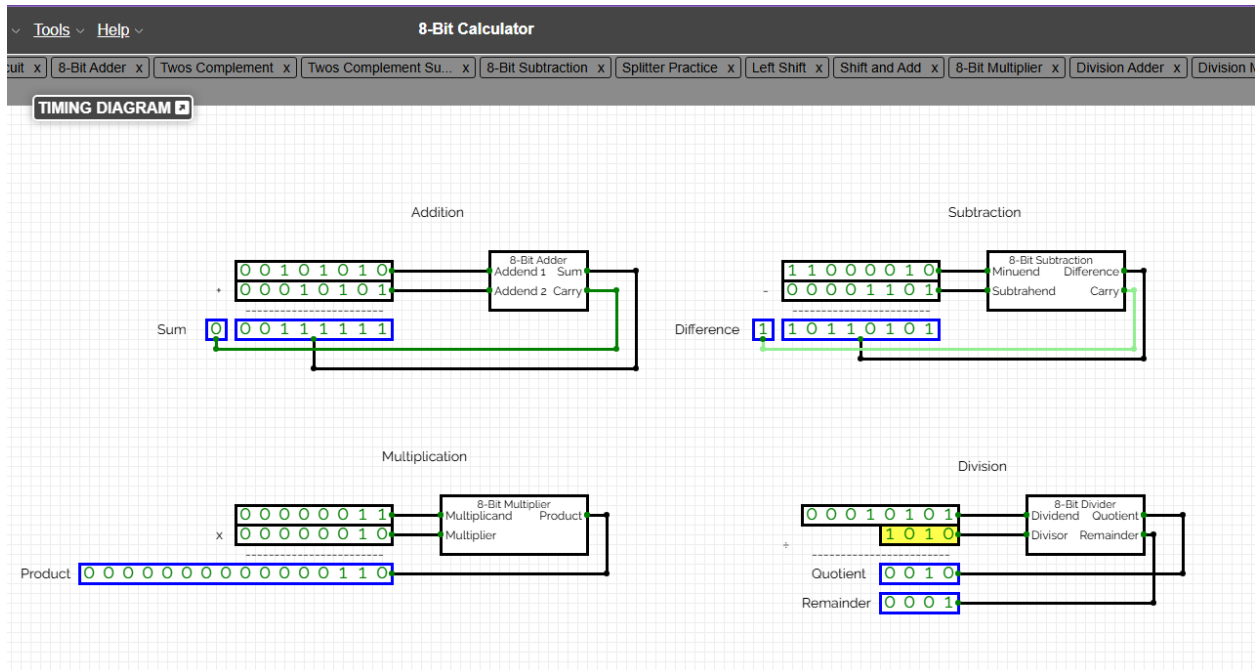 Tools Help 8-Bit Calculator
cuit x 8-Bit Adder x Twos Complement x Twos Complement Su... x 8-Bit Subtraction x Splitter Practice x Left Shift x Shift and Add x 8-Bit Multiplier x Division Adder x Division M
TIMING DIAGRAM
Addition
8-Bit Adder
0 0 1 0 1 0 1 0 Addend 1 Sum
+ 0 0 0 1 0 1 0 1 Addend 2 Carry
--------------------
Sum 0 0 0 1 1 1 1 1 1
Subtraction
8-Bit Subtraction
1 1 0 0 0 0 1 0 Minuend Difference
- 0 0 0 0 1 1 0 1 Subtrahend Carry
--------------------
Difference 1 1 0 1 1 0 1 0 1
Multiplication
8-Bit Multiplier
0 0 0 0 0 0 1 1 Multiplicand Product
x 0 0 0 0 0 0 1 0 Multiplier
--------------------
Product 0 0 0 0 0 0 0 0 0 0 0 0 0 1 1 0
Division
8-Bit Divider
0 0 0 1 0 1 0 1 Dividend Quotient
1 0 1 0 Divisor Remainder
÷ --------------------
Quotient 0 0 1 0
Remainder 0 0 0 1